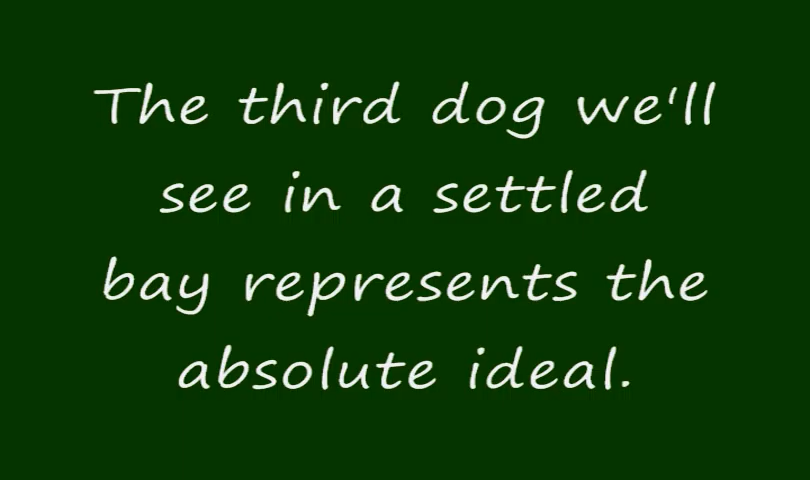 The third dog we'll
see in a settled
bay represents the
absolute ideal.